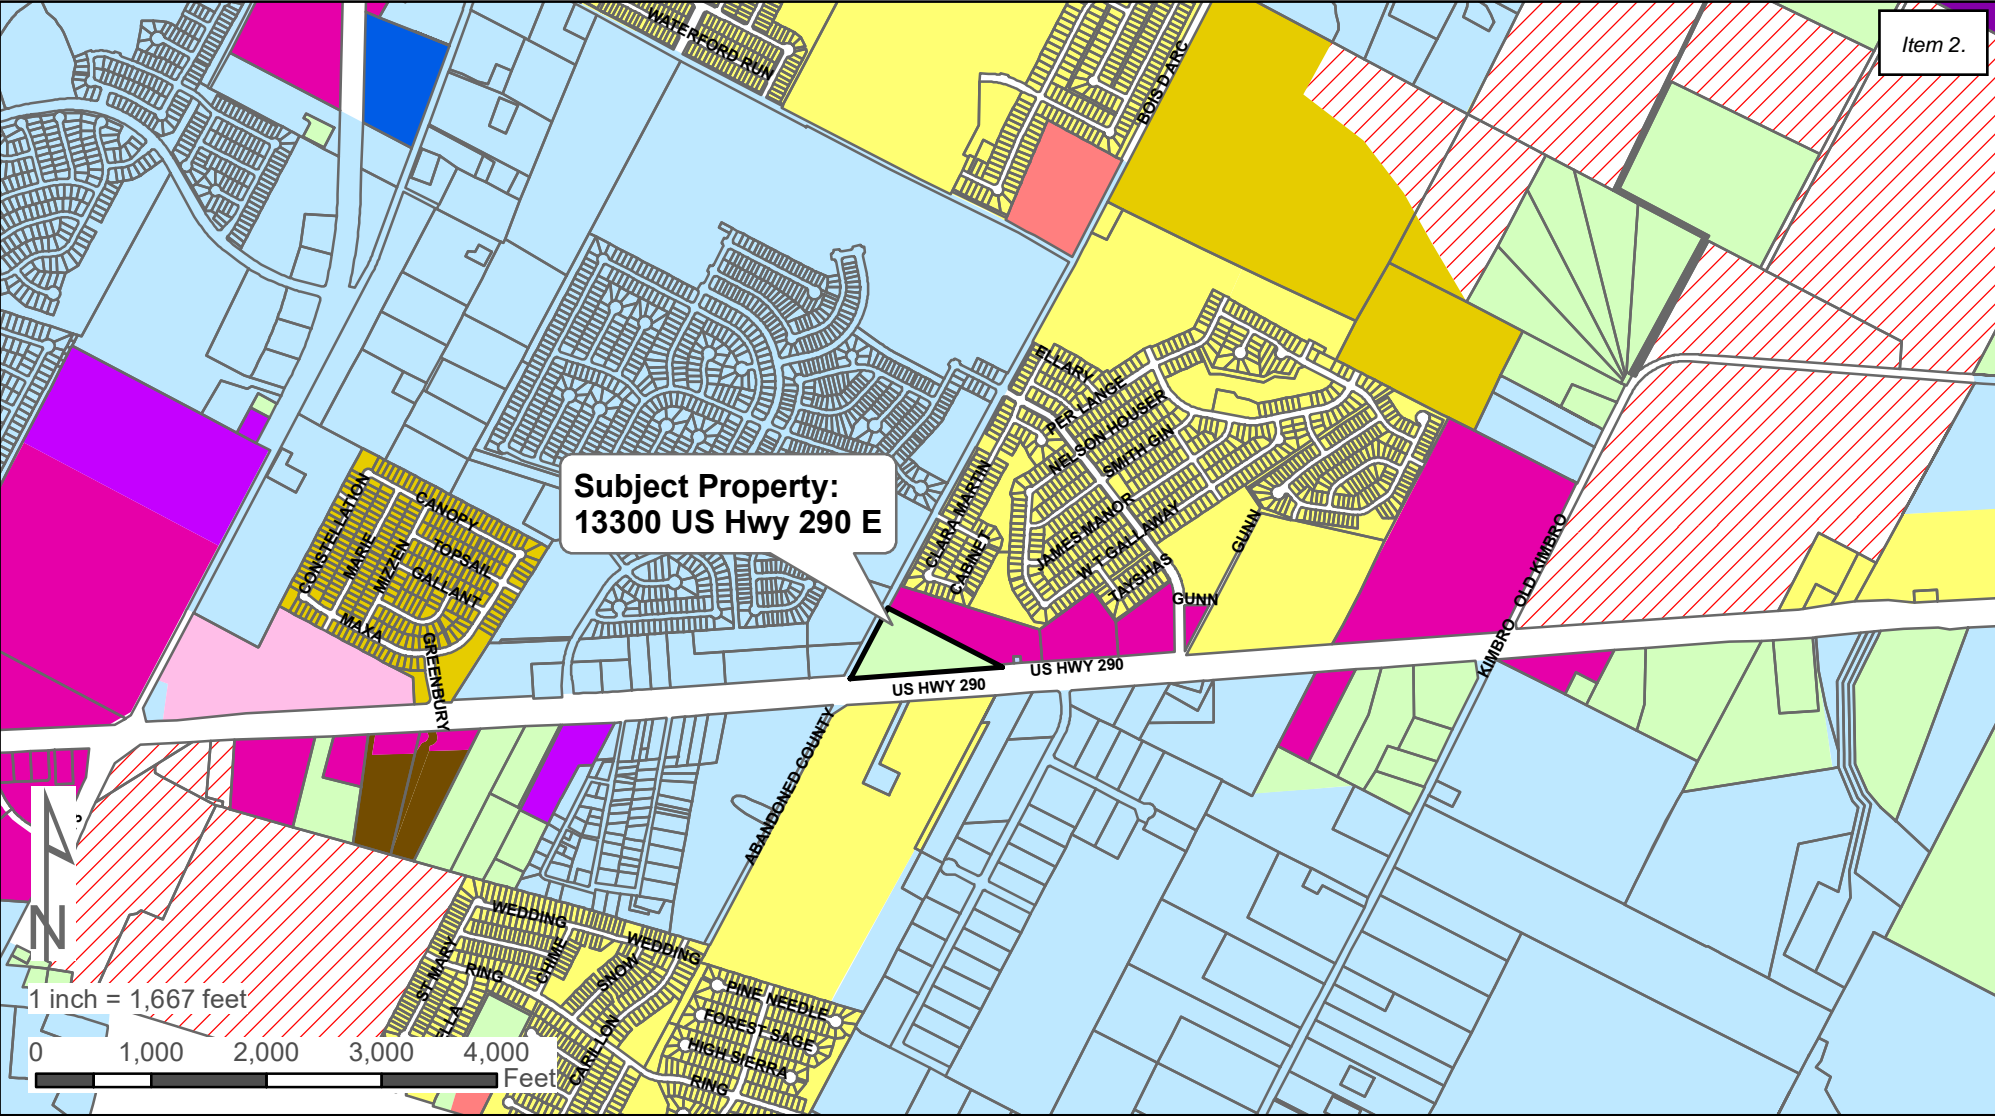 Item 2.
WATERFORD RUN
BOIS D ARC
ELLARY
PER LANGE
NELSON HOUSER
SMITH GIN
Subject Property:
13300 US Hwy 290 E
CLARA MARTIN
CABINET
JAMES MANOR
W T GALLAWAY
TAYSHAS
GUNN
GUNN
CONSTELLATION
CANOPY
MARIE
MIZZEN
TOPSAIL
GALLANT
MAXA
GREENBURY
OLD KIMBRO
KIMBRO
US HWY 290
US HWY 290
ABANDONED COUNTY
WEDDING
WEDDING
ST MARY
RING
CHIME
SNOW
CARILLON
PINE NEEDLE
FOREST SAGE
HIGH SIERRA
RING
N
1 inch = 1,667 feet
0 1,000 2,000 3,000 4,000
Feet